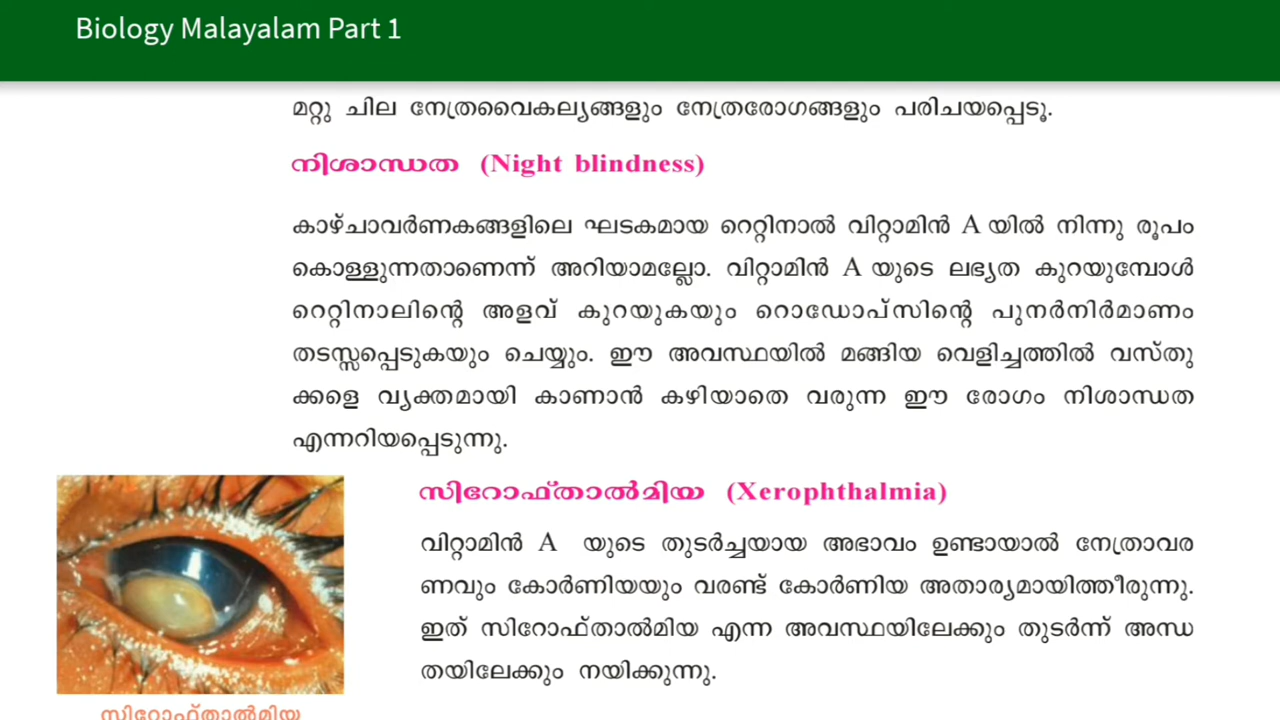 Biology Malayalam Part 1
മറ്റു ചില നേത്രവൈകല്യങ്ങളും നേത്രരോഗങ്ങളും പരിചയപ്പെടൂ.
നിശാന്ധത (Night blindness)
കാഴ്ചാവർണകങ്ങളിലെ ഘടകമായ റെറ്റിനാൽ വിറ്റാമിൻ A യിൽ നിന്നു രൂപം
കൊള്ളുന്നതാണെന്ന് അറിയാമല്ലോ. വിറ്റാമിൻ A യുടെ ലഭ്യത കുറയുമ്പോൾ
റെറ്റിനാലിന്റെ അളവ് കുറയുകയും റൊഡോപ്സിന്റെ പുനർനിർമാണം
തടസ്സപ്പെടുകയും ചെയ്യും. ഈ അവസ്ഥയിൽ മങ്ങിയ വെളിച്ചത്തിൽ വസ്തു
ക്കളെ വ്യക്തമായി കാണാൻ കഴിയാതെ വരുന്ന ഈ രോഗം നിശാന്ധത
എന്നറിയപ്പെടുന്നു.
സിറോഫ്താൽമിയ (Xerophthalmia)
വിറ്റാമിൻ A യുടെ തുടർച്ചയായ അഭാവം ഉണ്ടായാൽ നേത്രാവര
ണവും കോർണിയയും വരണ്ട് കോർണിയ അതാര്യമായിത്തീരുന്നു.
ഇത് സിറോഫ്താൽമിയ എന്ന അവസ്ഥയിലേക്കും തുടർന്ന് അന്ധ
തയിലേക്കും നയിക്കുന്നു.
സിറോഫ്താൽമിയ